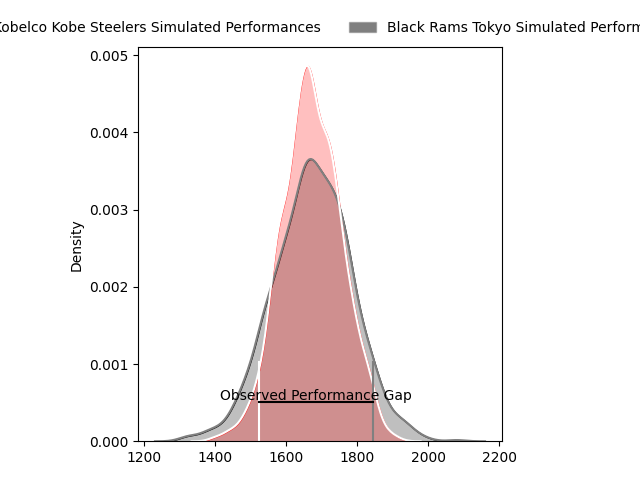 Kobelco Kobe Steelers Simulated Performances
Black Rams Tokyo Simulated Perform
0.005
0.004
0.003
0.002
0.001
0.000
Density
Observed Performance Gap
1200 1400 1600 1800 2000 2200